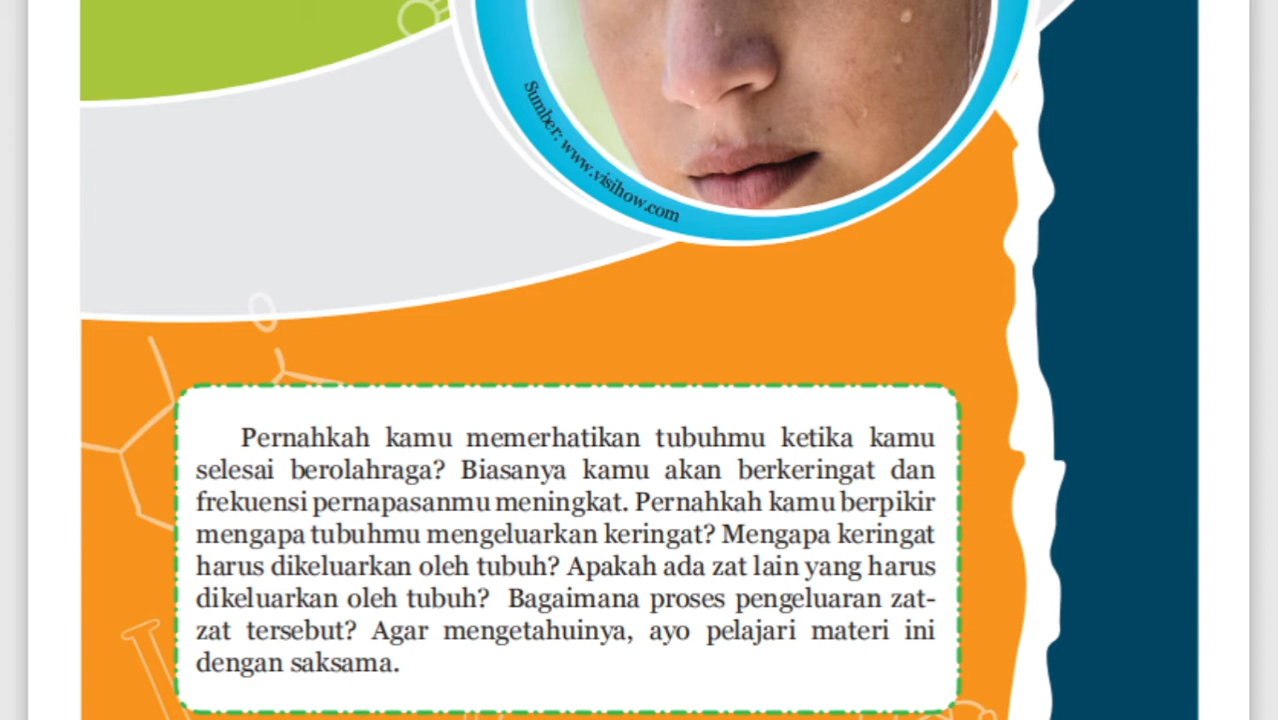 Sumber: www.visihow.com
Pernahkah kamu memerhatikan tubuhmu ketika kamu
selesai berolahraga? Biasanya kamu akan berkeringat dan
frekuensi pernapasanmu meningkat. Pernahkah kamu berpikir
mengapa tubuhmu mengeluarkan keringat? Mengapa keringat
harus dikeluarkan oleh tubuh? Apakah ada zat lain yang harus
dikeluarkan oleh tubuh? Bagaimana proses pengeluaran zat-
zat tersebut? Agar mengetahuinya, ayo pelajari materi ini
dengan saksama.